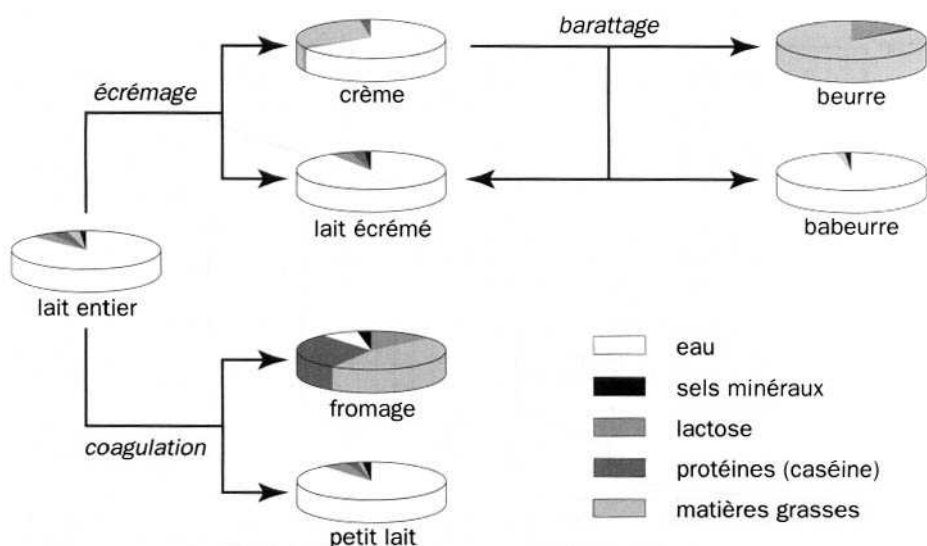 barattage
crème
beurre
écrémage
lait écrémé
babeurre
lait entier
fromage
coagulation
petit lait
eau
sels minéraux
lactose
protéines (caséine)
matières grasses